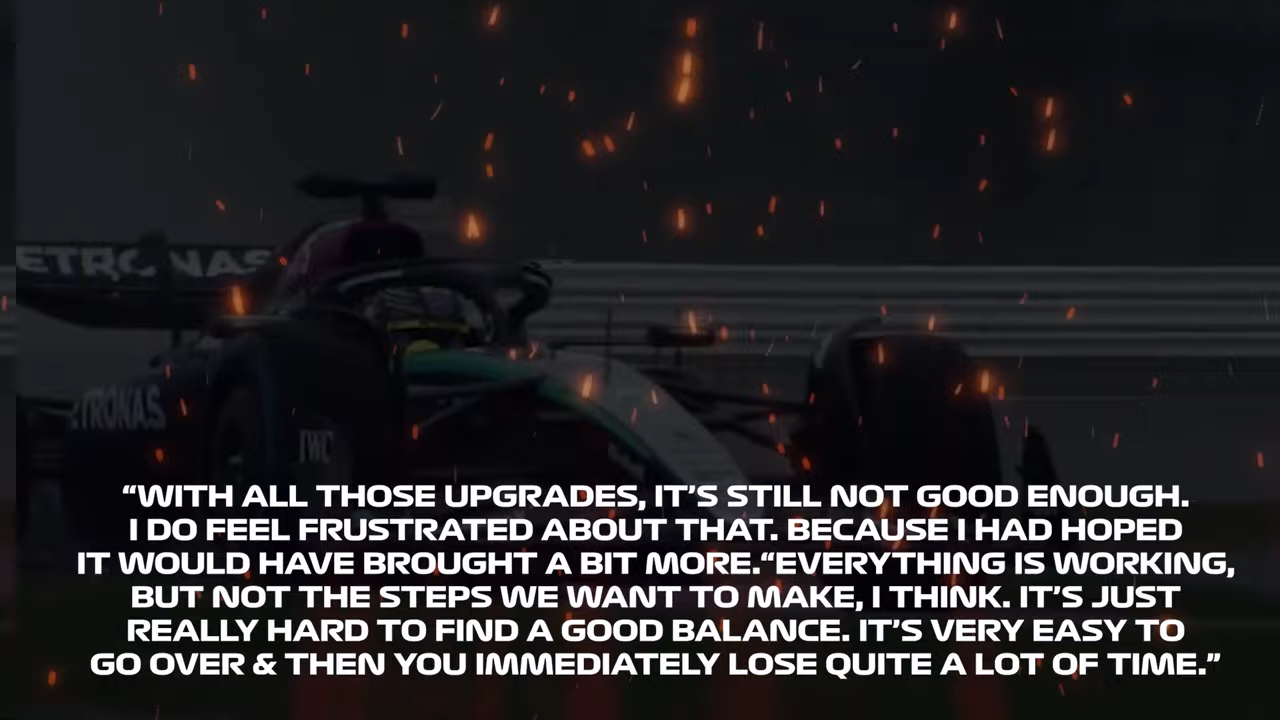 ETRONAS
ETRONAS
IWC
“WITH ALL THOSE UPGRADES, IT’S STILL NOT GOOD ENOUGH.
I DO FEEL FRUSTRATED ABOUT THAT. BECAUSE I HAD HOPED
IT WOULD HAVE BROUGHT A BIT MORE.“EVERYTHING IS WORKING,
BUT NOT THE STEPS WE WANT TO MAKE, I THINK. IT’S JUST
REALLY HARD TO FIND A GOOD BALANCE. IT’S VERY EASY TO
GO OVER & THEN YOU IMMEDIATELY LOSE QUITE A LOT OF TIME.”